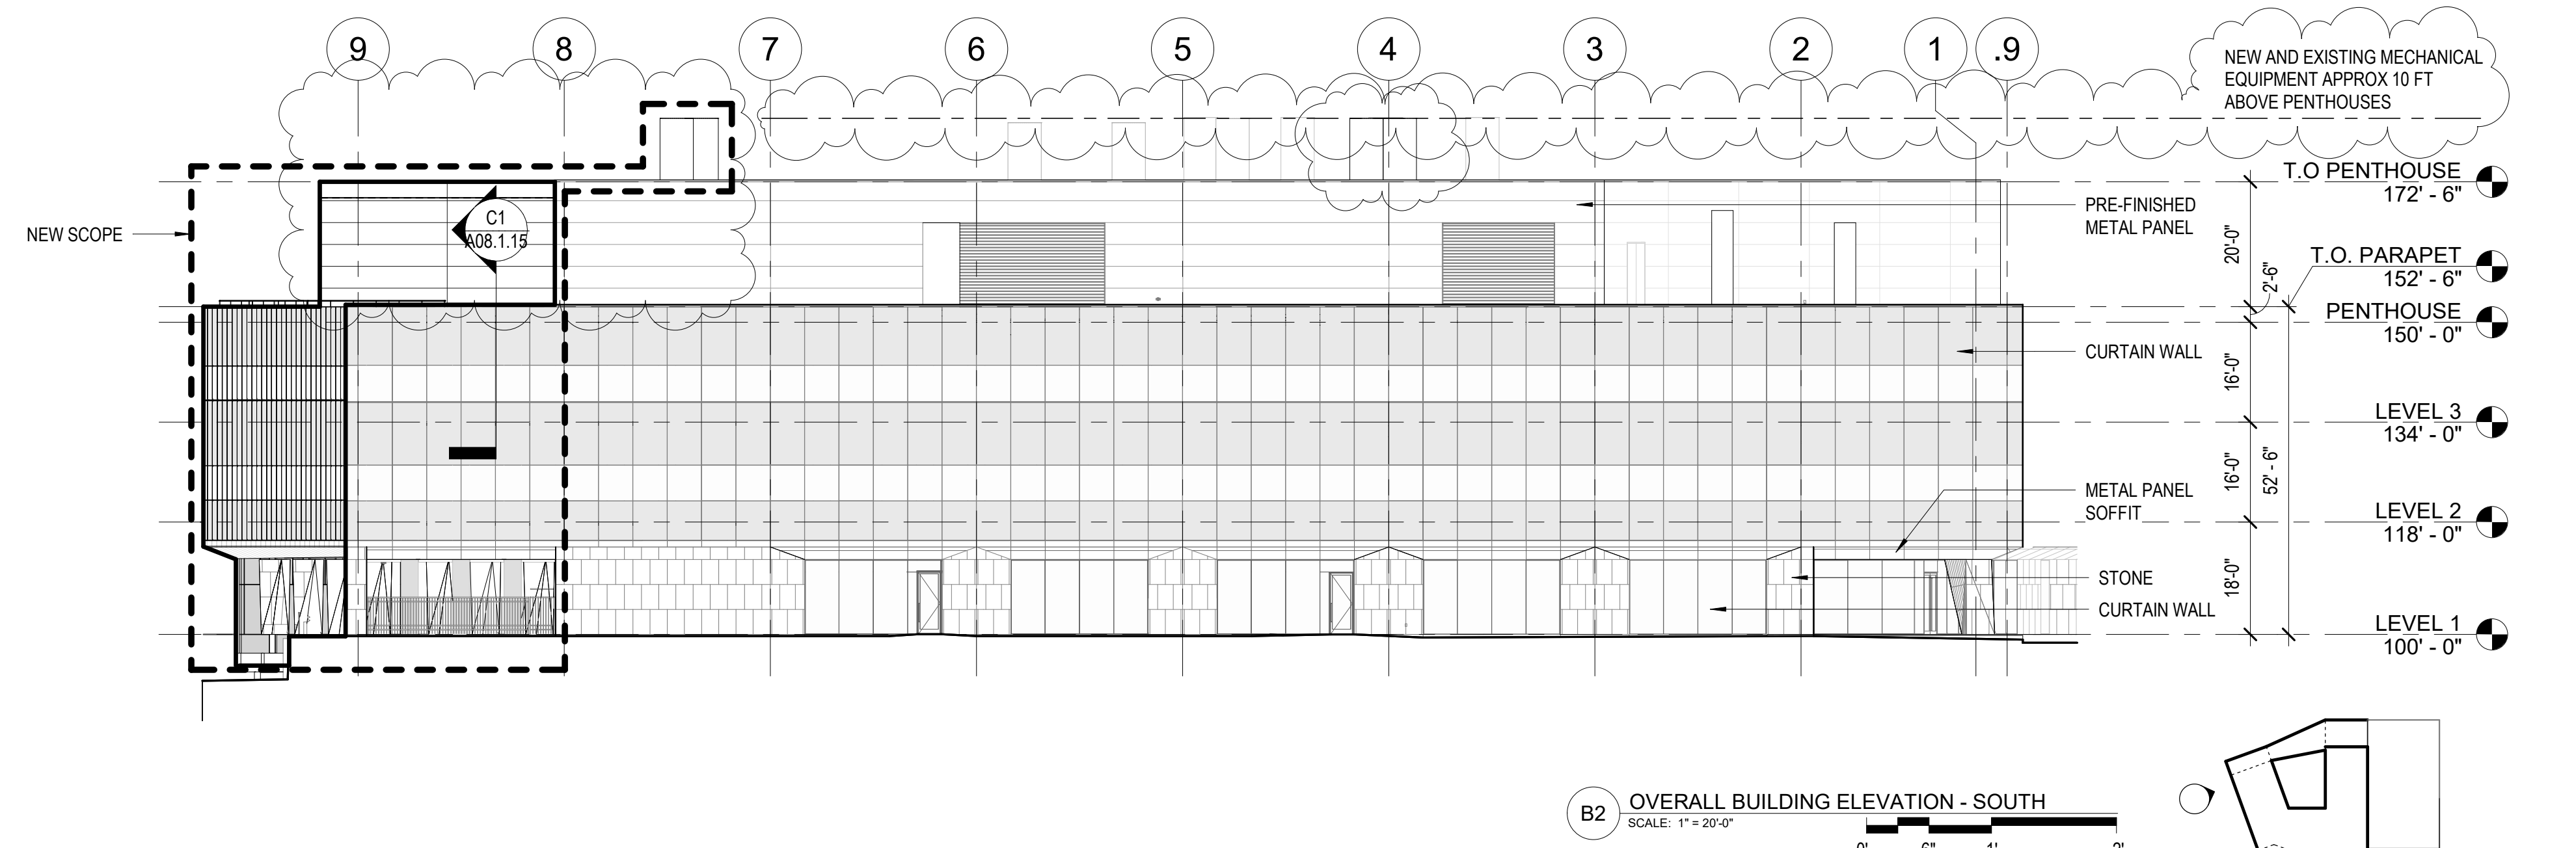 9 8 7 6 5 4 3 2 1 .9
NEW AND EXISTING MECHANICAL
EQUIPMENT APPROX 10 FT
ABOVE PENTHOUSES
T.O PENTHOUSE
172' - 6"
C1
A08.1.15
NEW SCOPE
PRE-FINISHED
METAL PANEL
20'-0"
T.O. PARAPET
152' - 6"
2'-6"
PENTHOUSE
150' - 0"
CURTAIN WALL
16'-0"
LEVEL 3
134' - 0"
METAL PANEL
SOFFIT
16'-0"
52' - 6"
LEVEL 2
118' - 0"
STONE
18'-0"
CURTAIN WALL
LEVEL 1
100' - 0"
B2
OVERALL BUILDING ELEVATION - SOUTH
SCALE: 1" = 20'-0"
0' 6" 1' 2'